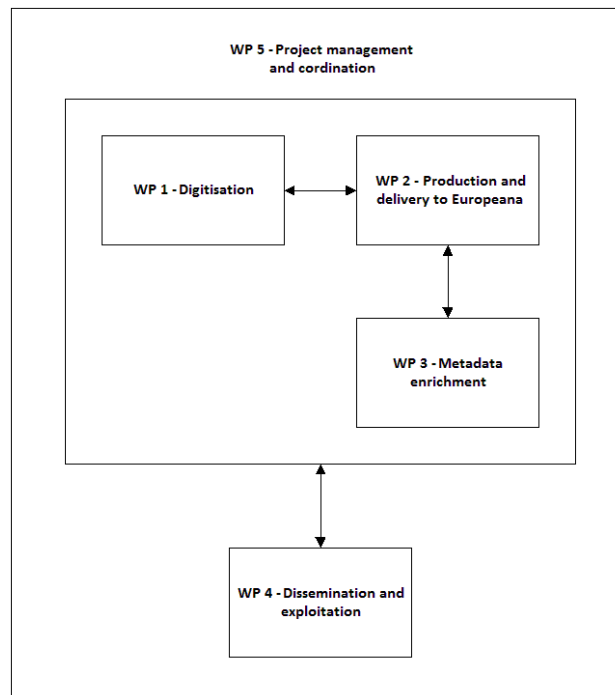 WP 5 - Project management
and cordination
WP 1 - Digitisation
WP 2 - Production and
delivery to Europeana
WP 3 - Metadata
enrichment
WP 4 - Dissemination and
exploitation